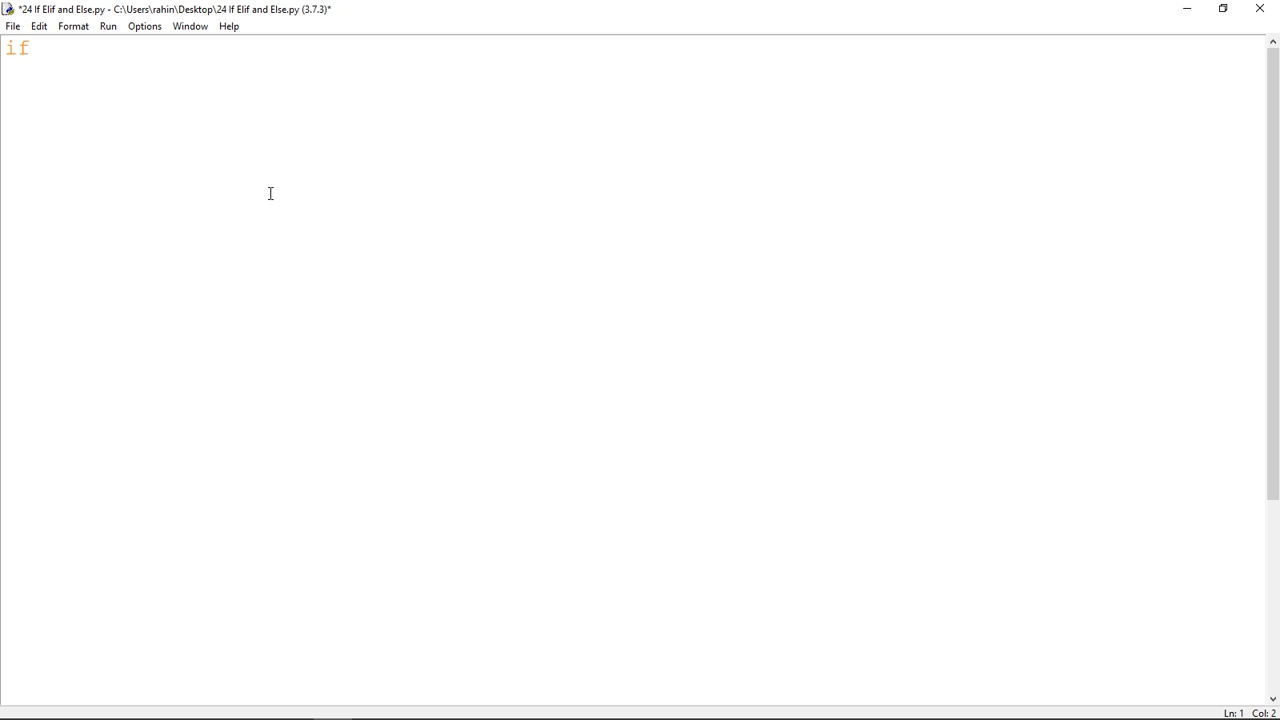 *24 If Elif and Else.py - C:\Users\rahin\Desktop\24 If Elif and Else.py (3.7.3)*
File Edit Format Run Options Window Help
if
Ln: 1 Col: 2